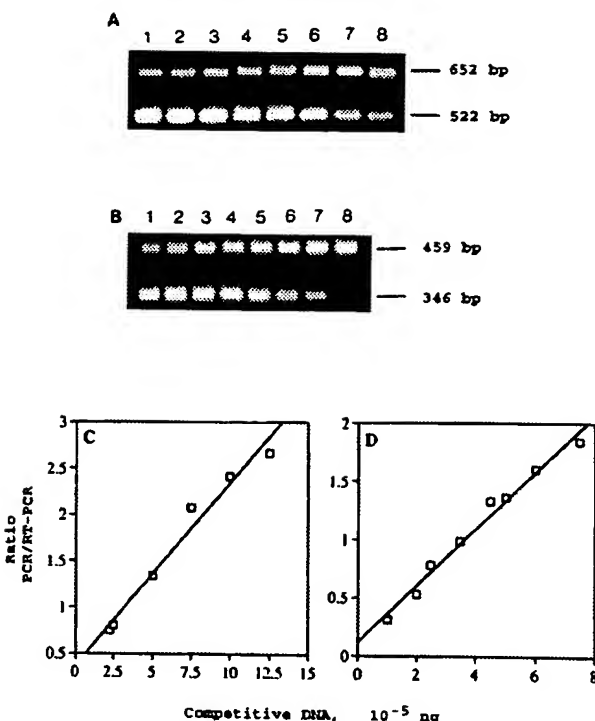 A
1 2 3 4 5 6 7 8
652 bp
522 bp
B
1 2 3 4 5 6 7 8
459 bp
346 bp
C
3
2.5
2
1.5
1
0.5
0 2.5 5 7.5 10 12.5 15
D
2
1.5
1
0.5
0
0 2 4 6 8
Ratio
PCR/RT-PCR
Competitive DNA, 10⁻⁵ ng